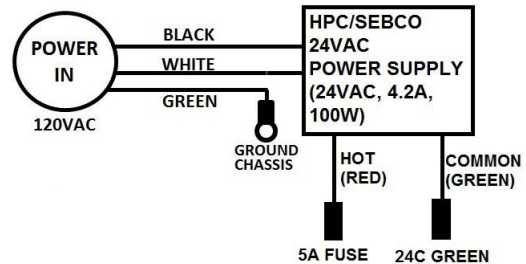 POWER
IN
120VAC
BLACK
WHITE
GREEN
GROUND
CHASSIS
HPC/SEBCO
24VAC
POWER SUPPLY
(24VAC, 4.2A,
100W)
HOT
(RED)
COMMON
(GREEN)
5A FUSE
24C GREEN